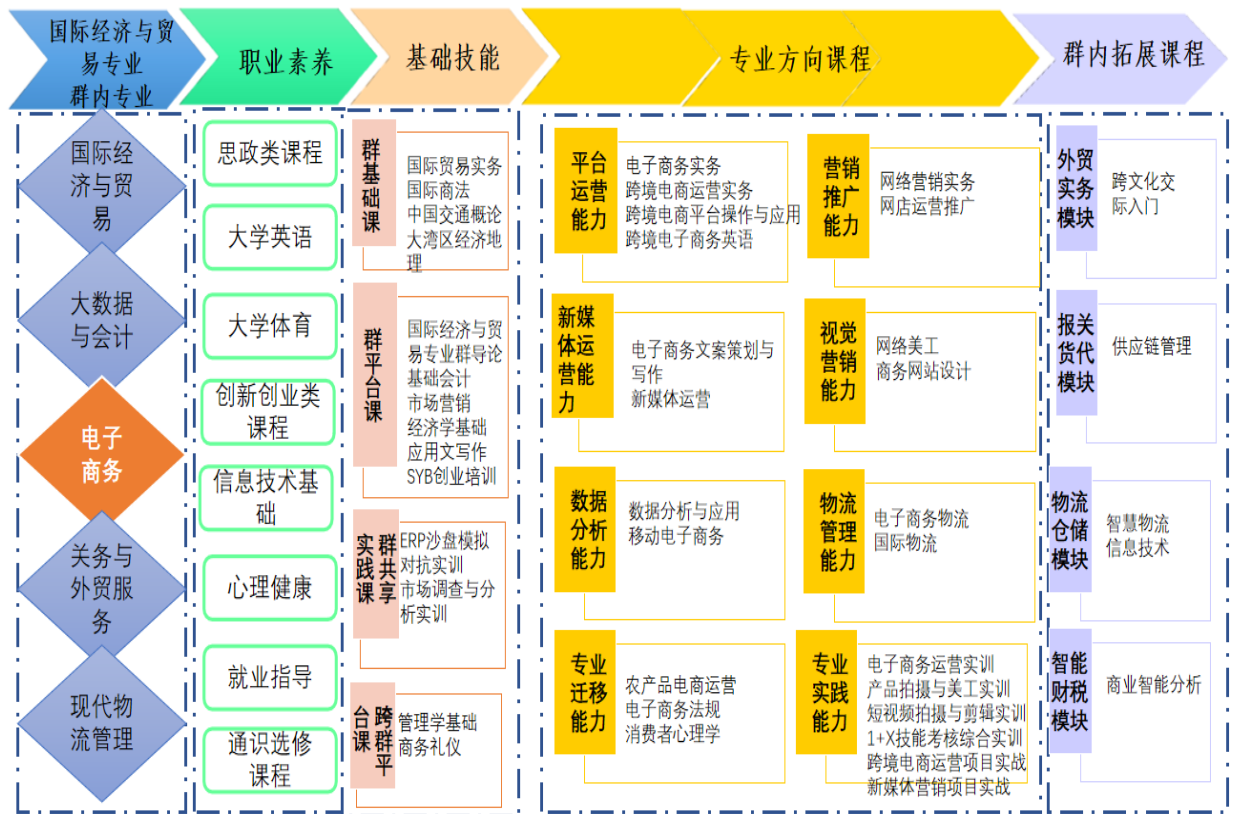 国际经济与贸
易专业
群内专业
职业素养
基础技能
专业方向课程
群内拓展课程
国际经
济与贸
易
大数据
与会计
电子
商务
关务与
外贸服
务
现代物
流管理
思政类课程
大学英语
大学体育
创新创业类
课程
信息技术基
础
心理健康
就业指导
通识选修
课程
群基础课
国际贸易实务
国际商法
中国交通概论
大湾区经济地
理
群平台课
国际经济与贸
易专业群导论
基础会计
市场营销
经济学基础
应用文写作
SYB创业培训
群共享
实践课
ERP沙盘模拟
对抗实训
市场调查与分
析实训
跨群平
台课
管理学基础
商务礼仪
平台
运营
能力
电子商务实务
跨境电商运营实务
跨境电商平台操作与应用
跨境电子商务英语
营销
推广
能力
网络营销实务
网店运营推广
新媒
体运
营能
力
电子商务文案策划与
写作
新媒体运营
视觉
营销
能力
网络美工
商务网站设计
数据
分析
能力
数据分析与应用
移动电子商务
物流
管理
能力
电子商务物流
国际物流
专业
迁移
能力
农产品电商运营
电子商务法规
消费者心理学
专业
实践
能力
电子商务运营实训
产品拍摄与美工实训
短视频拍摄与剪辑实训
1+X技能考核综合实训
跨境电商运营项目实战
新媒体营销项目实战
外贸
实务
模块
跨文化交
际入门
报关
货代
模块
供应链管理
物流
仓储
模块
智慧物流
信息技术
智能
财税
模块
商业智能分析